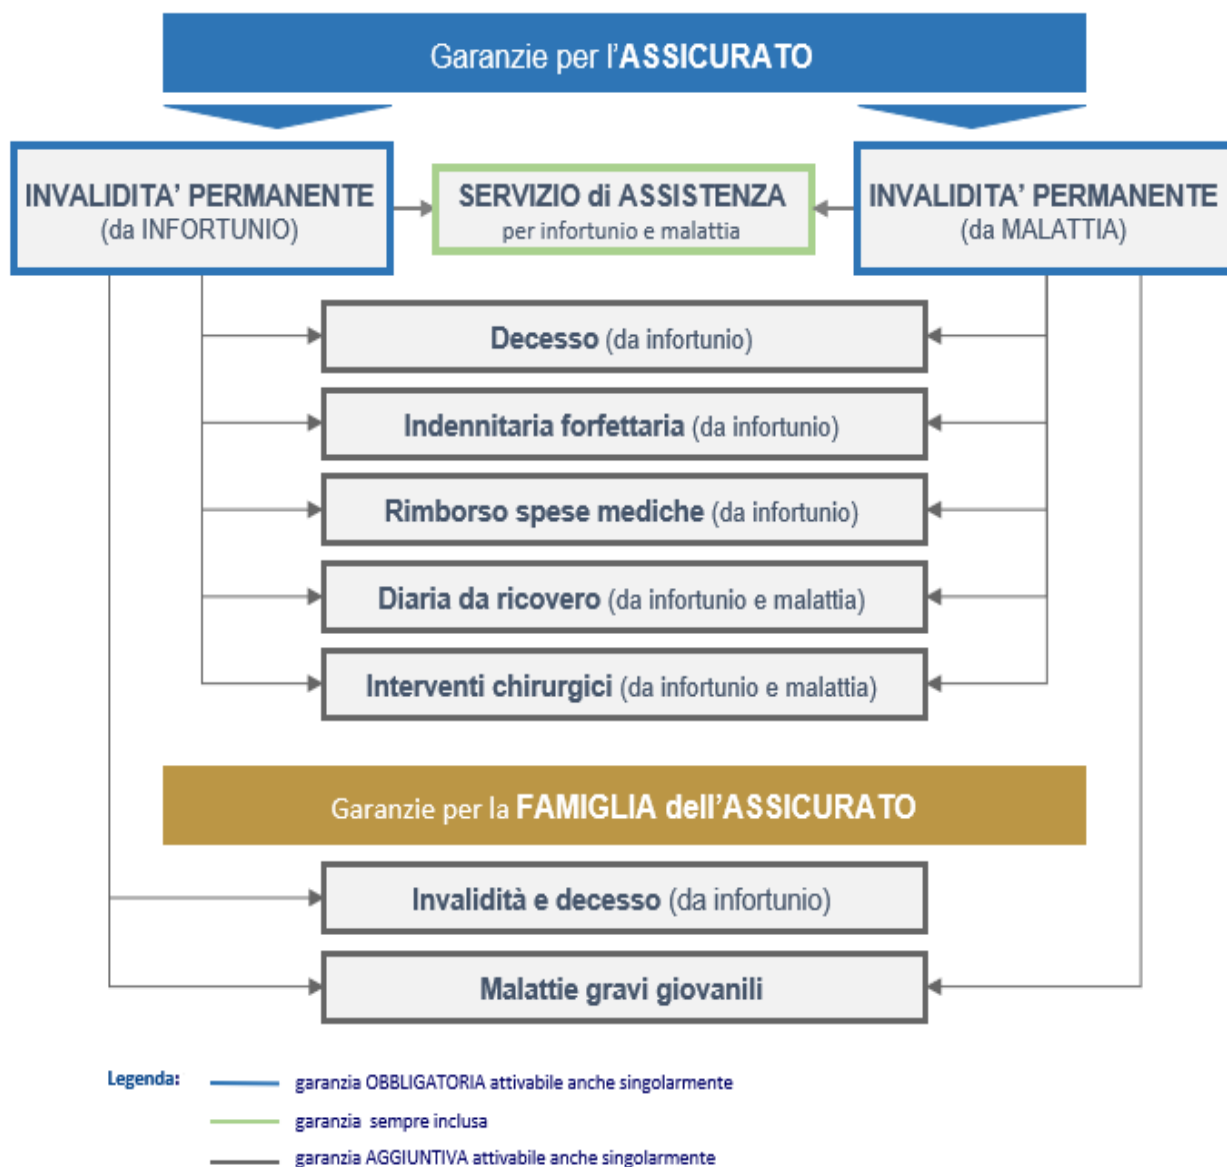 Garanzie per l'ASSICURATO
INVALIDITA' PERMANENTE
(da INFORTUNIO)
SERVIZIO di ASSISTENZA
per infortunio e malattia
INVALIDITA' PERMANENTE
(da MALATTIA)
Decesso (da infortunio)
Indennitaria forfettaria (da infortunio)
Rimborso spese mediche (da infortunio)
Diaria da ricovero (da infortunio e malattia)
Interventi chirurgici (da infortunio e malattia)
Garanzie per la FAMIGLIA dell'ASSICURATO
Invalidità e decesso (da infortunio)
Malattie gravi giovanili
Legenda:
garanzia OBBLIGATORIA attivabile anche singolarmente
garanzia sempre inclusa
garanzia AGGIUNTIVA attivabile anche singolarmente